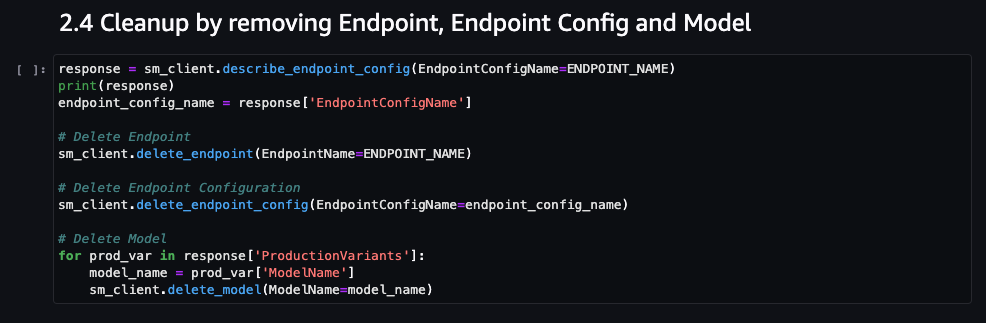 2.4 Cleanup by removing Endpoint, Endpoint Config and Model
[ ]:
response = sm_client.describe_endpoint_config(EndpointConfigName=ENDPOINT_NAME)
print(response)
endpoint_config_name = response['EndpointConfigName']
# Delete Endpoint
sm_client.delete_endpoint(EndpointName=ENDPOINT_NAME)
# Delete Endpoint Configuration
sm_client.delete_endpoint_config(EndpointConfigName=endpoint_config_name)
# Delete Model
for prod_var in response['ProductionVariants']:
    model_name = prod_var['ModelName']
    sm_client.delete_model(ModelName=model_name)